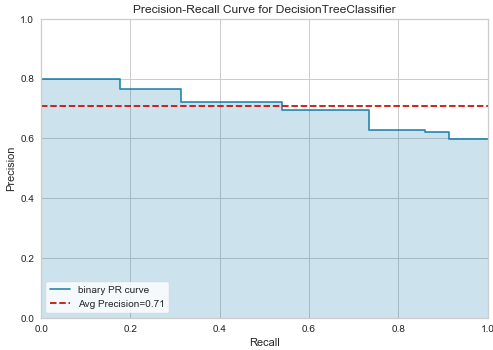 Precision-Recall Curve for DecisionTreeClassifier
1.0
0.8
0.6
0.4
0.2
0.0
Precision
binary PR curve
Avg Precision=0.71
0.0 0.2 0.4 0.6 0.8 1.0
Recall